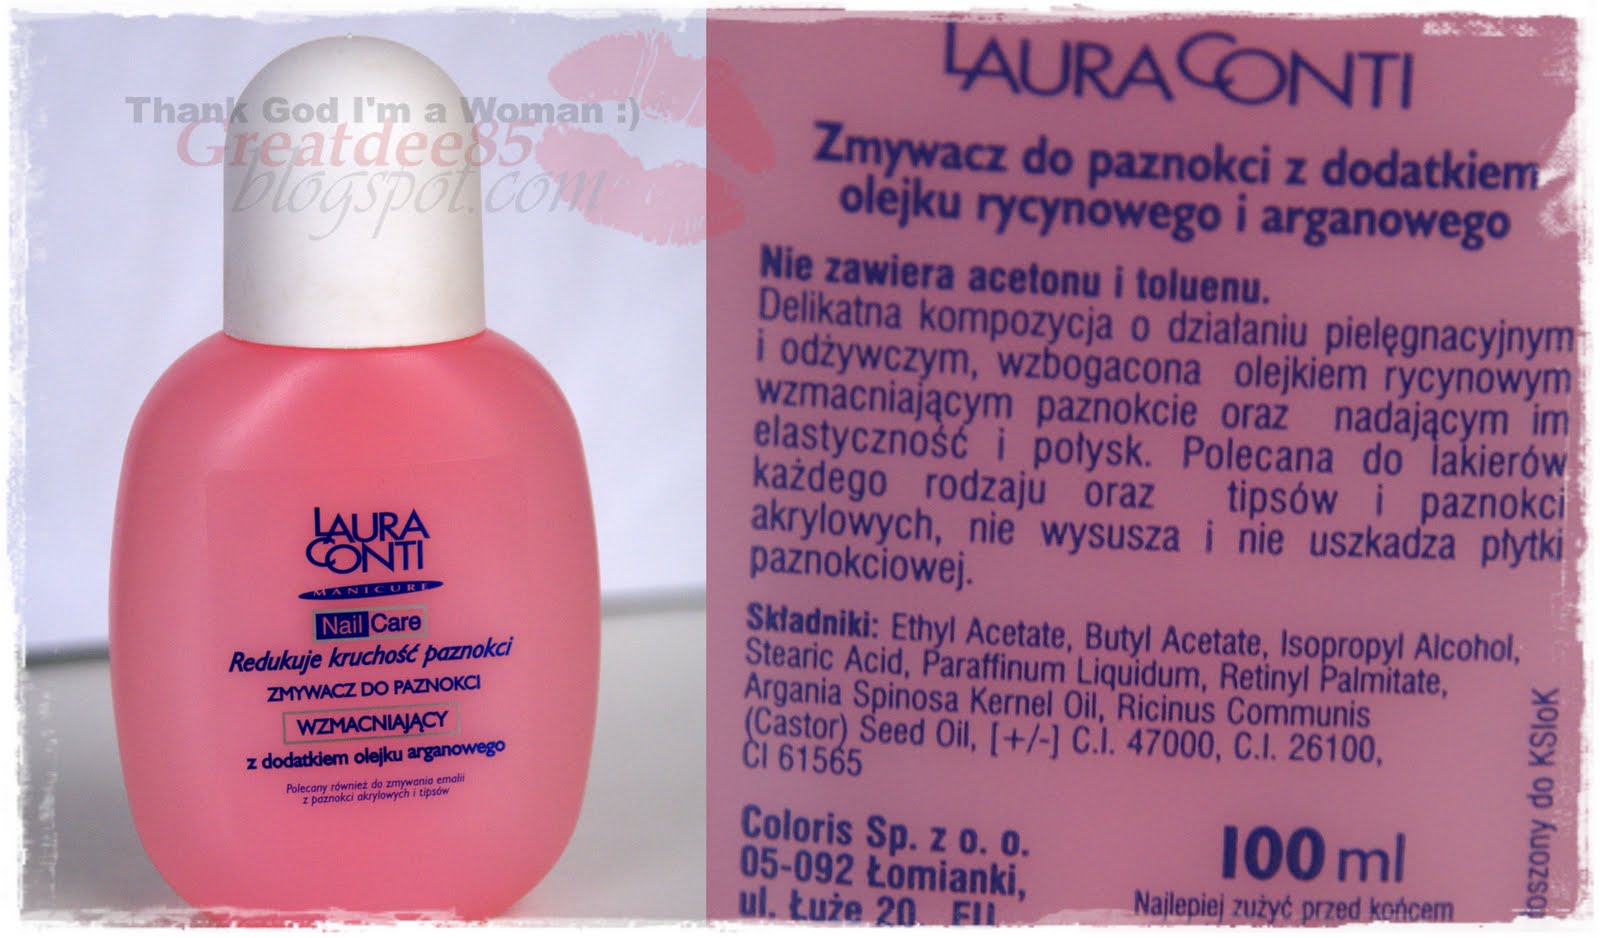 Thank God I'm a Woman :)
Greatdee85
blogspot.com
LAURA
CONTI
MANICURE
Nail Care
Redukuje kruchość paznokci
ZMYWACZ DO PAZNOKCI
WZMACNIAJĄCY
z dodatkiem olejku arganowego
Polecany również do zmywania emalii
z paznokci akrylowych i tipsów
LAURA CONTI
Zmywacz do paznokci z dodatkiem
olejku rycynowego i arganowego
Nie zawiera acetonu i toluenu.
Delikatna kompozycja o działaniu pielęgnacyjnym
i odżywczym, wzbogacona olejkiem rycynowym
wzmacniającym paznokcie oraz nadającym im
elastyczność i połysk. Polecana do lakierów
każdego rodzaju oraz tipsów i paznokci
akrylowych, nie wysusza i nie uszkadza płytki
paznokciowej.
Składniki: Ethyl Acetate, Butyl Acetate, Isopropyl Alcohol,
Stearic Acid, Paraffinum Liquidum, Retinyl Palmitate,
Argania Spinosa Kernel Oil, Ricinus Communis
(Castor) Seed Oil, [+/-] C.I. 47000, C.I. 26100,
CI 61565
Coloris Sp. z o. o.
05-092 Łomianki,
ul. Łuże 20 EU
100 ml
Najlepiej zużyć przed końcem
do KSIoK